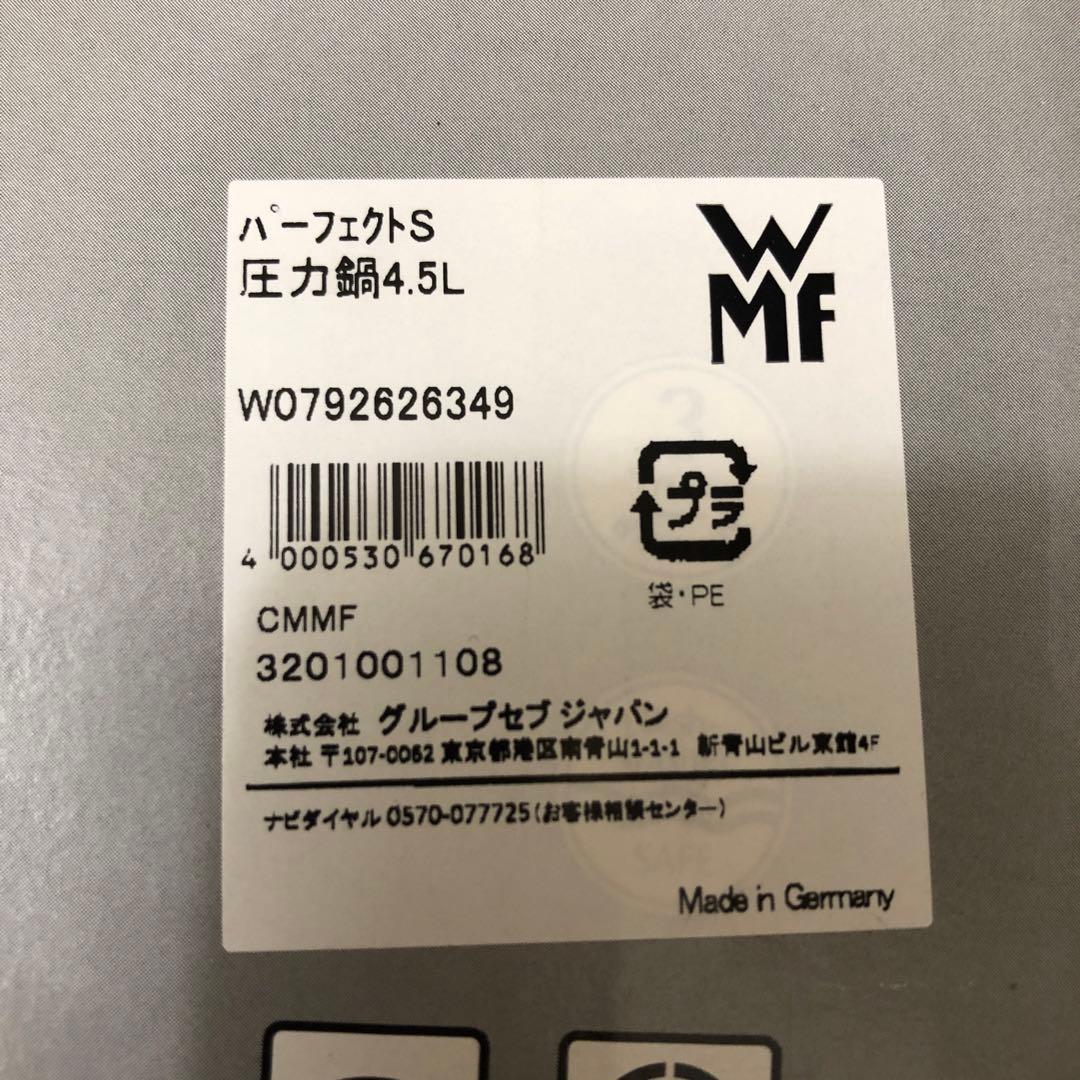 パーフェクトS
圧力鍋4.5L
WMF
W0792626349
4 000530 670168
プラ
袋・PE
CMMF
3201001108
株式会社 グループセブ ジャパン
本社 〒107-0062 東京都港区南青山1-1-1 新青山ビル東館4F
ナビダイヤル 0570-077725(お客様相談センター)
SAFE
Made in Germany